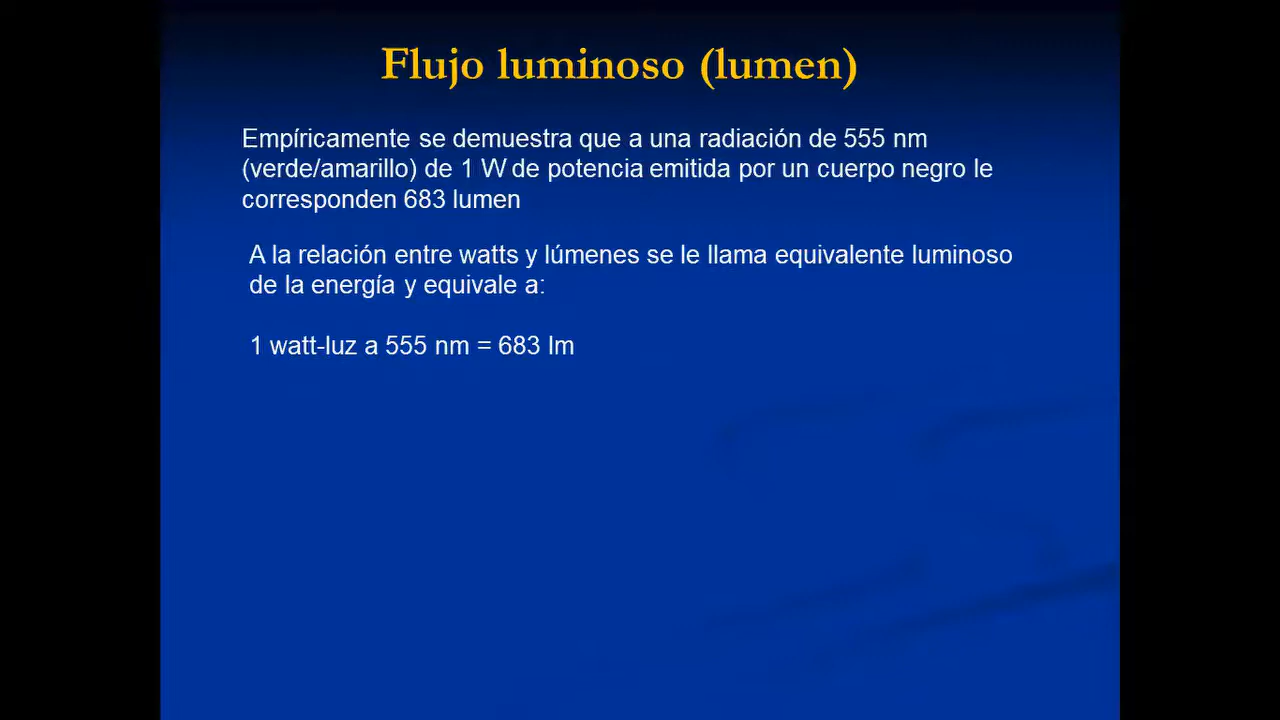 Flujo luminoso (lumen)
Empíricamente se demuestra que a una radiación de 555 nm
(verde/amarillo) de 1 W de potencia emitida por un cuerpo negro le
corresponden 683 lumen
A la relación entre watts y lúmenes se le llama equivalente luminoso
de la energía y equivale a:
1 watt-luz a 555 nm = 683 lm